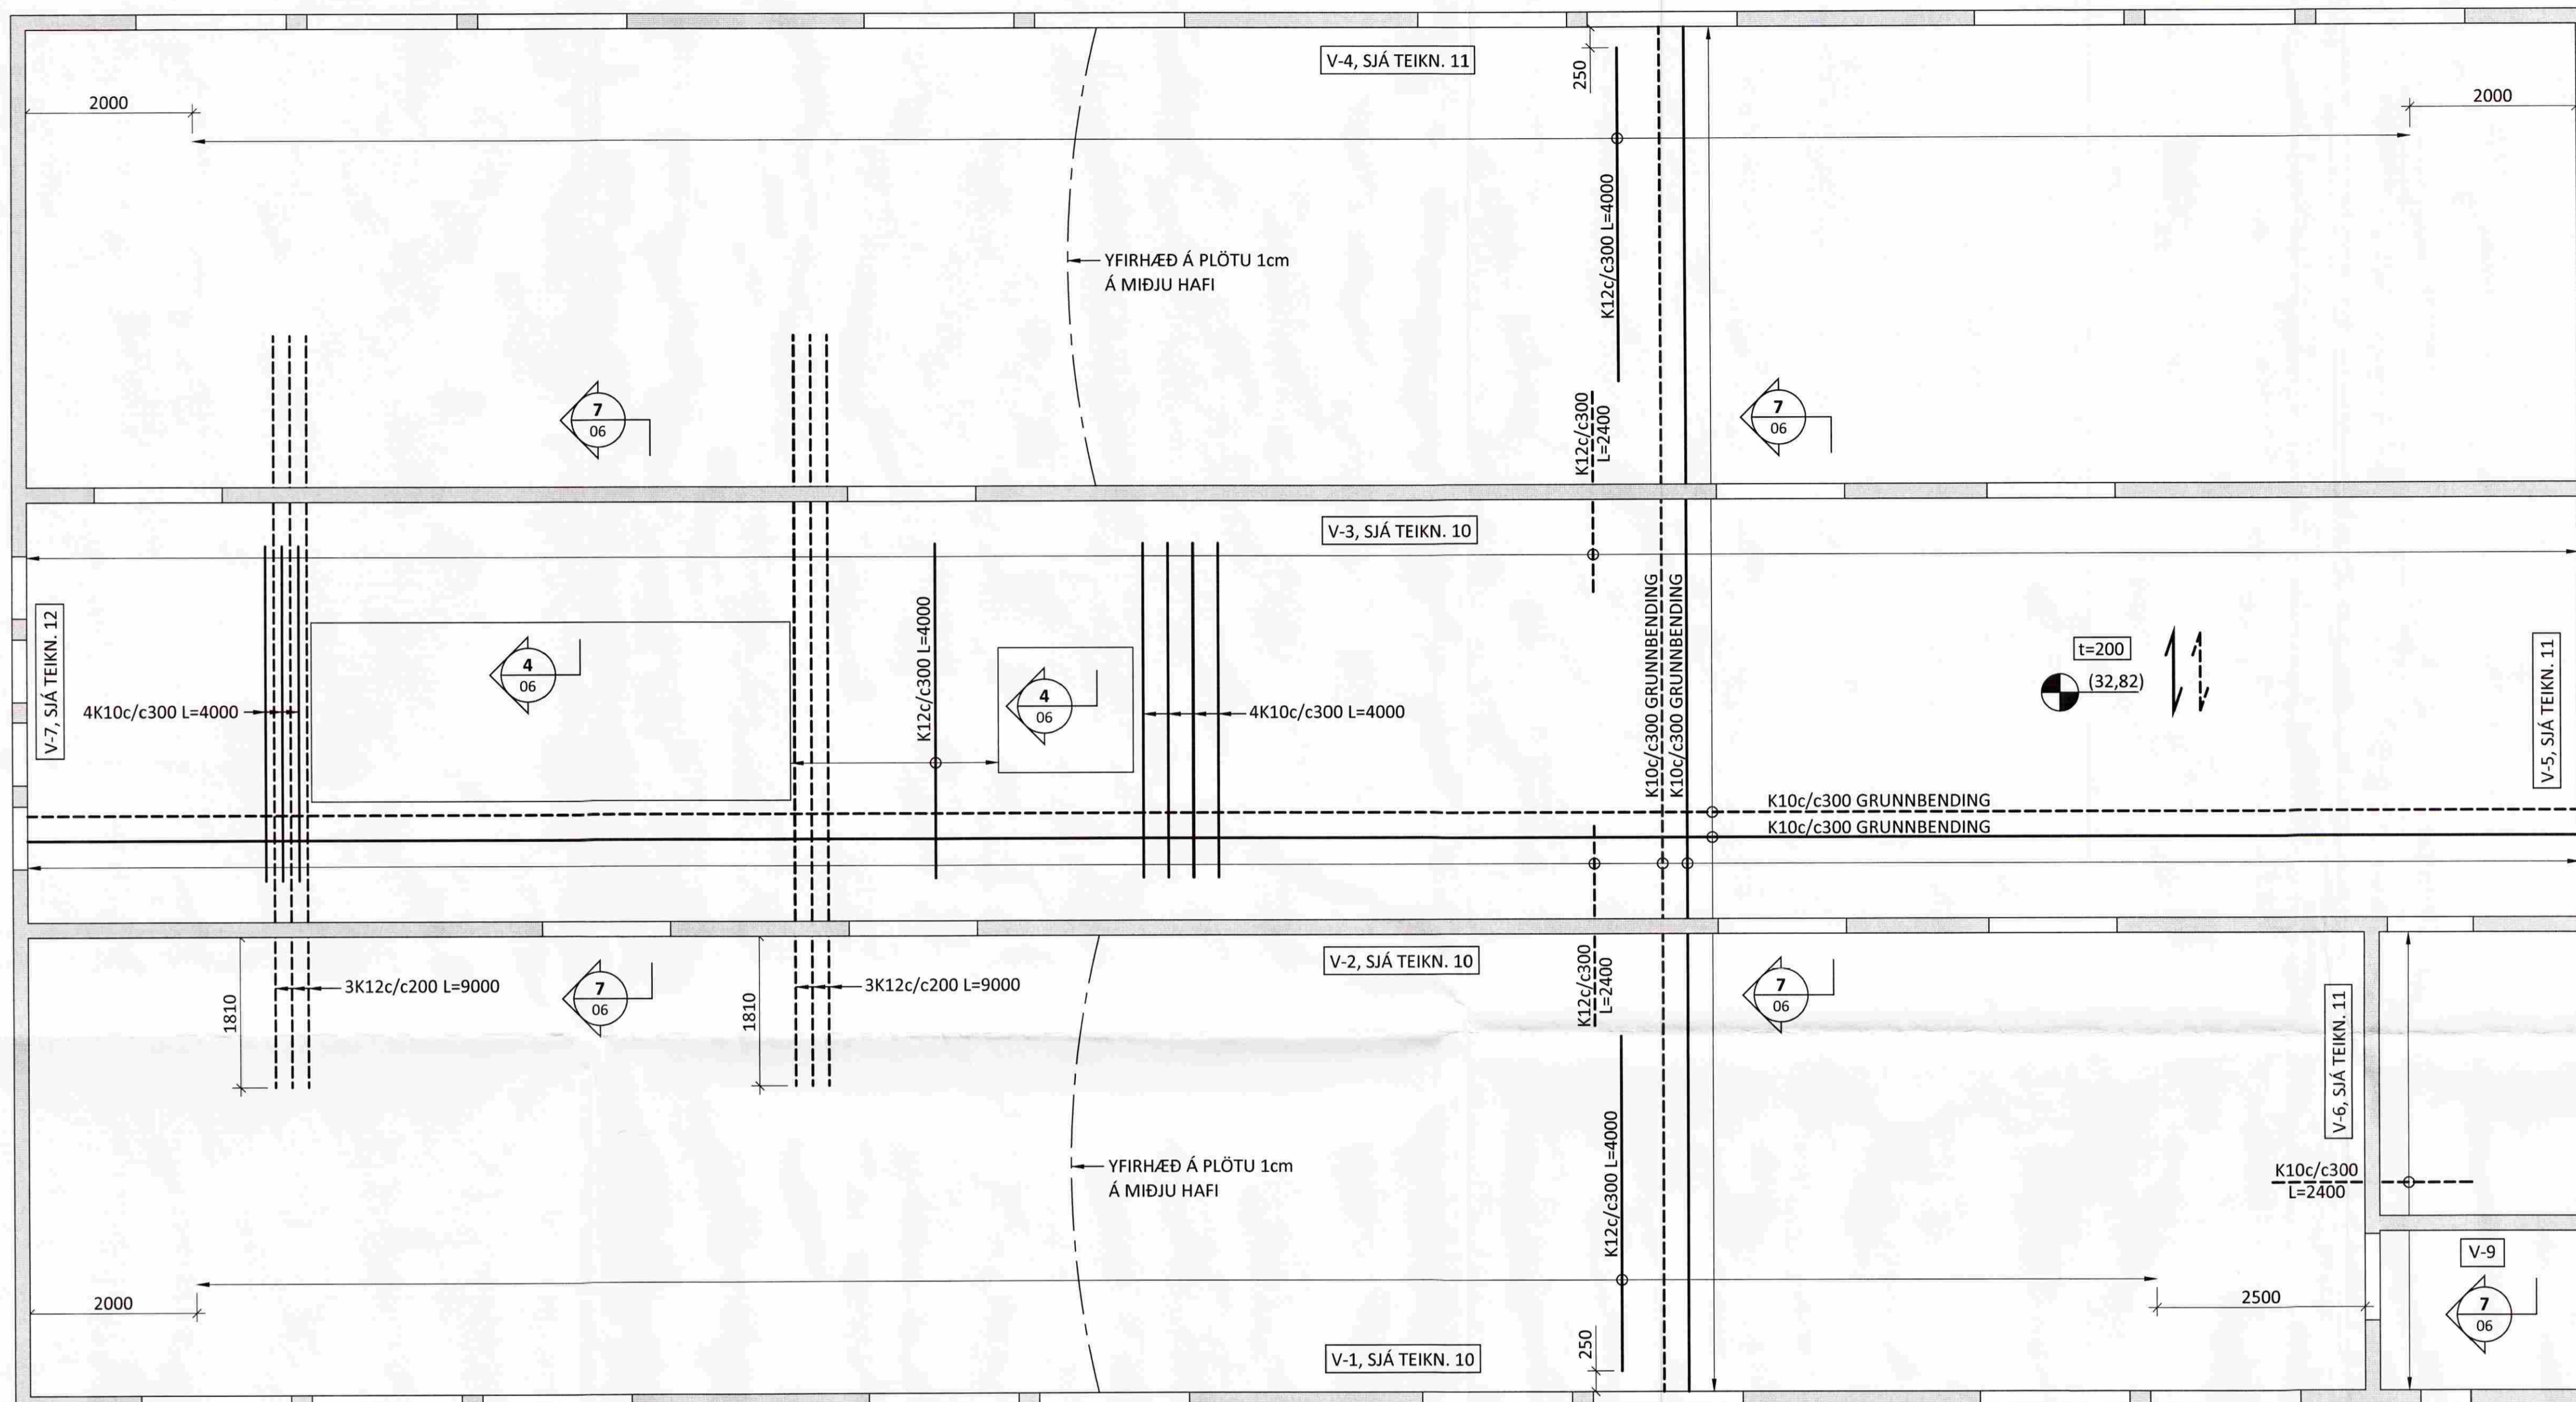 V-4, SJÁ TEIKN. 11
250
2000
2000
K12c/c300 L=4000
YFIRHÆÐ Á PLÖTU 1cm
Á MIÐJU HAFI
7
06
7
06
K12c/c300
L=2400
V-3, SJÁ TEIKN. 10
V-7, SJÁ TEIKN. 12
4K10c/c300 L=4000
4
06
K12c/c300 L=4000
4
06
4K10c/c300 L=4000
K10c/c300 GRUNNBENDING
K10c/c300 GRUNNBENDING
t=200
(32,82)
V-5, SJÁ TEIKN. 11
K10c/c300 GRUNNBENDING
K10c/c300 GRUNNBENDING
1810
3K12c/c200 L=9000
7
06
1810
3K12c/c200 L=9000
V-2, SJÁ TEIKN. 10
K12c/c300
L=2400
7
06
V-6, SJÁ TEIKN. 11
YFIRHÆÐ Á PLÖTU 1cm
Á MIÐJU HAFI
K12c/c300 L=4000
K10c/c300
L=2400
V-9
7
06
2000
2500
250
V-1, SJÁ TEIKN. 10